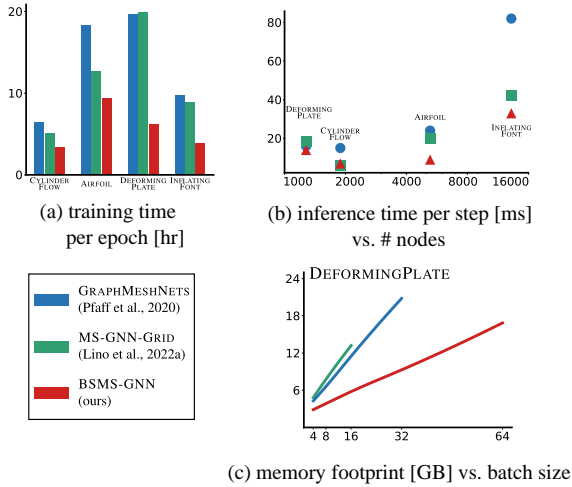 20
10
0
CYLINDER
FLOW
AIRFOIL
DEFORMING
PLATE
INFLATING
FONT
(a) training time
per epoch [hr]
80
60
40
20
DEFORMING
PLATE
CYLINDER
FLOW
AIRFOIL
INFLATING
FONT
1000 2000 4000 8000 16000
(b) inference time per step [ms]
vs. # nodes
GRAPHMESHNETS
(Pfaff et al., 2020)
MS-GNN-GRID
(Lino et al., 2022a)
BSMS-GNN
(ours)
DEFORMINGPLATE
24
18
12
6
4 8 16 32 64
(c) memory footprint [GB] vs. batch size